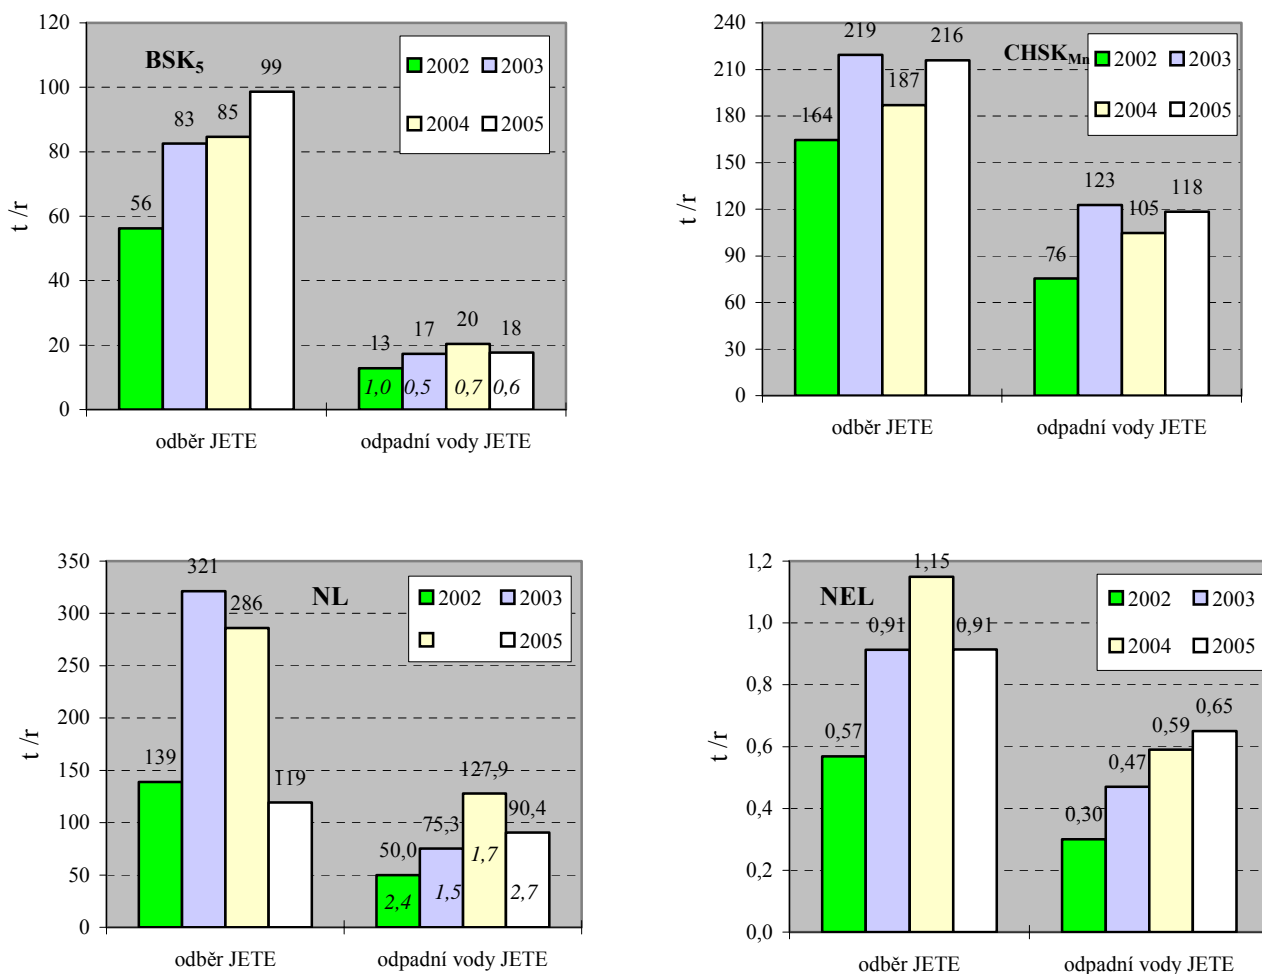 BSK5
t /r
120
100
80
60
40
20
0
2002 2003
2004 2005
56 83 85 99
13 17 20 18
1,0 0,5 0,7 0,6
odběr JETE odpadní vody JETE
CHSKMn
t /r
240
210
180
150
120
90
60
30
0
2002 2003
2004 2005
164 219 187 216
76 123 105 118
odběr JETE odpadní vody JETE
NL
t /r
350
300
250
200
150
100
50
0
2002 2003
2005
139 321 286 119
50,0 75,3 127,9 90,4
2,4 1,5 1,7 2,7
odběr JETE odpadní vody JETE
NEL
t /r
1,2
1,0
0,8
0,6
0,4
0,2
0,0
2002 2003
2004 2005
0,57 0,91 1,15 0,91
0,30 0,47 0,59 0,65
odběr JETE odpadní vody JETE